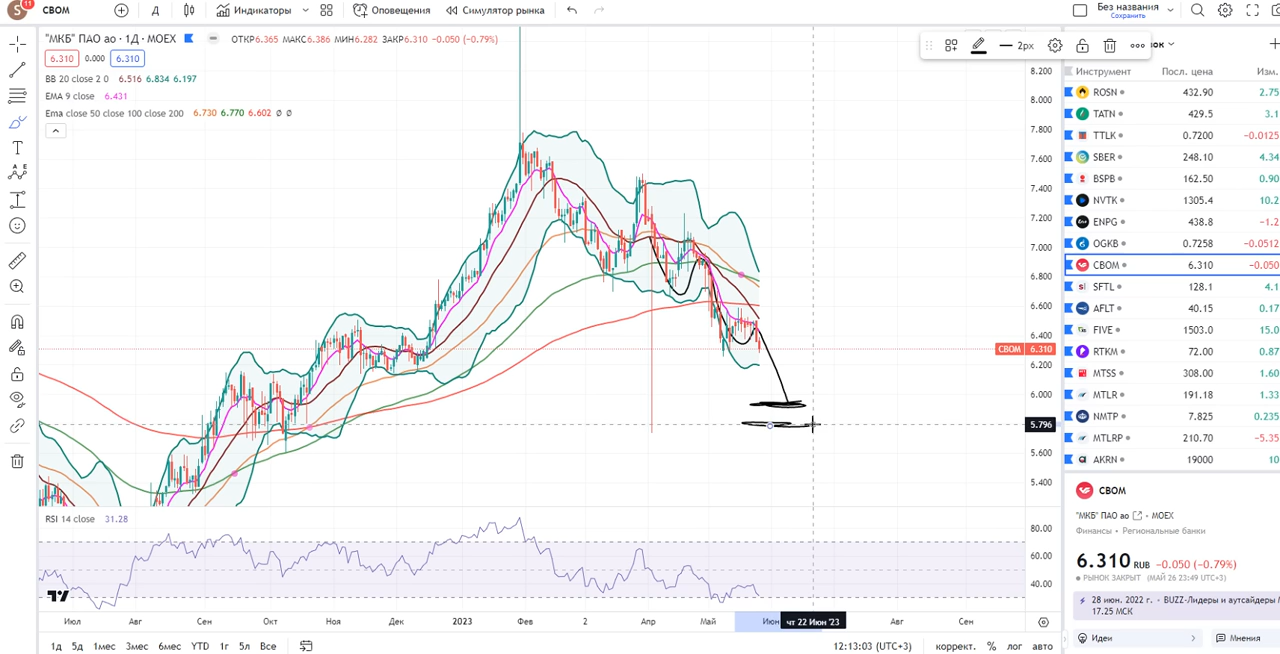 S 11 CBOM Д Индикаторы Оповещения Симулятор рынка Без названия
Сохранить
"МКБ" ПАО ао · 1Д · MOEX ОТКР6.365 МАКС6.386 МИН6.282 ЗАКР6.310 −0.050 (−0.79%)
6.310 0.000 6.310
BB 20 close 2 0 6.516 6.834 6.197
EMA 9 close 6.431
Ema close 50 close 100 close 200 6.730 6.770 6.602 Ø Ø
2px
ок
8.200
8.000
7.800
7.600
7.400
7.200
7.000
6.800
6.600
6.400
CBOM 6.310
6.200
6.000
5.796
5.600
5.400
RSI 14 close 31.28
80.00
60.00
40.00
Июл Авг Сен Окт Ноя Дек 2023 Фев 2 Апр Май Июн чт 22 Июн '23 Авг Сен
1д 5д 1мес 3мес 6мес YTD 1г 5л Все 12:13:03 (UTC+3) коррект. % лог авто
Инструмент Посл. цена Изм.
ROSN 432.90 2.75
TATN 429.5 3.1
TTLK 0.7200 −0.0125
SBER 248.10 4.34
BSPB 162.50 0.90
NVTK 1305.4 10.2
ENPG 438.8 −1.2
OGKB 0.7258 −0.0512
CBOM 6.310 −0.050
SFTL 128.1 4.1
AFLT 40.15 0.17
FIVE 1503.0 15.0
RTKM 72.00 0.87
MTSS 308.00 1.60
MTLR 191.18 1.33
NMTP 7.825 0.235
MTLRP 210.70 −5.35
AKRN 19000 10
CBOM
"МКБ" ПАО ао · MOEX
Финансы · Региональные банки
6.310 RUB −0.050 (−0.79%)
РЫНОК ЗАКРЫТ (МАЙ 26 23:49 UTC+3)
28 июн. 2022 г. · BUZZ-Лидеры и аутсайдеры
17.25 МСК
Идеи Мнения